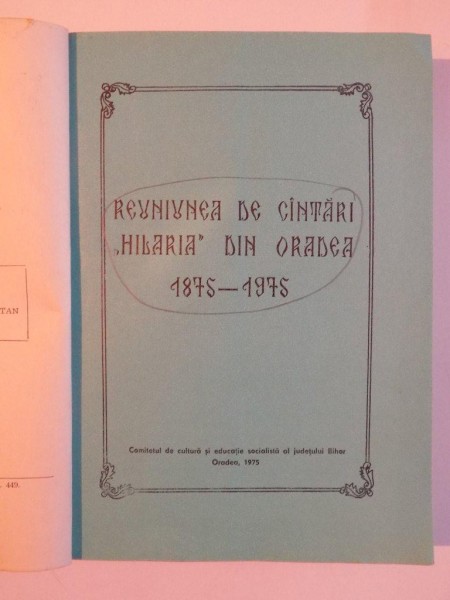 TAN
449.
REUNIUNEA DE CÎNTĂRI
„HILARIA” DIN ORADEA
1875—1975
Comitetul de cultură și educație socialistă al județului Bihor
Oradea, 1975